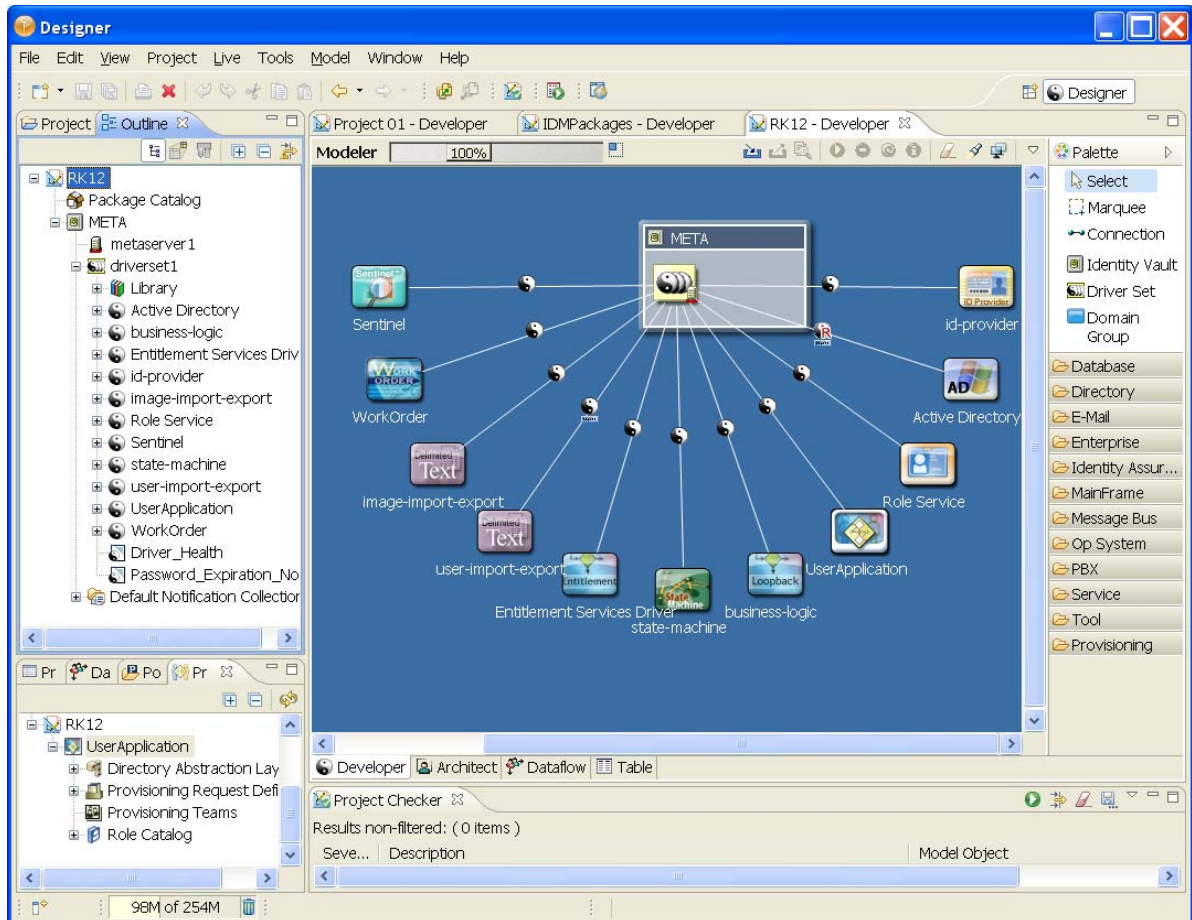 Designer
File Edit View Project Live Tools Model Window Help
Designer
Project Outline
RK12
Package Catalog
META
metaserver1
driverset1
Library
Active Directory
business-logic
Entitlement Services Driv
id-provider
image-import-export
Role Service
Sentinel
state-machine
user-import-export
UserApplication
WorkOrder
Driver_Health
Password_Expiration_No
Default Notification Collection
Pr Da Po Pr
RK12
UserApplication
Directory Abstraction Lay
Provisioning Request Defi
Provisioning Teams
Role Catalog
98M of 254M
Project 01 - Developer IDMPackages - Developer RK12 - Developer
Modeler 100%
META
Sentinel
Sentinel
ID Provider
id-provider
WORK ORDER
WorkOrder
R
AD
Active Directory
Delimited Text
image-import-export
Role Service
Delimited Text
user-import-export
UserApplication
Entitlement
Entitlement Services Driver
State Machine
state-machine
Loopback
business-logic
Developer Architect Dataflow Table
Palette
Select
Marquee
Connection
Identity Vault
Driver Set
Domain Group
Database
Directory
E-Mail
Enterprise
Identity Assur...
MainFrame
Message Bus
Op System
PBX
Service
Tool
Provisioning
Project Checker
Results non-filtered: ( 0 items )
Seve... Description Model Object